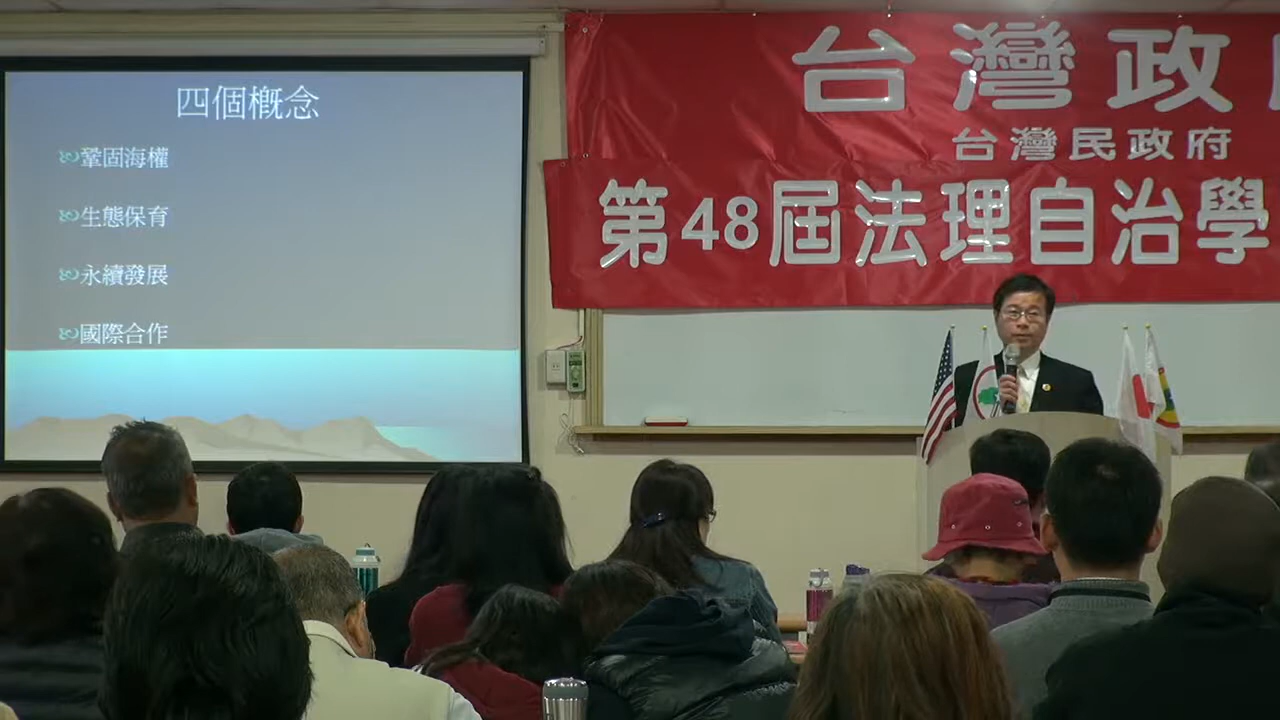 四個概念
鞏固海權
生態保育
永續發展
國際合作
台灣政
台灣民政府
第48屆法理自治學